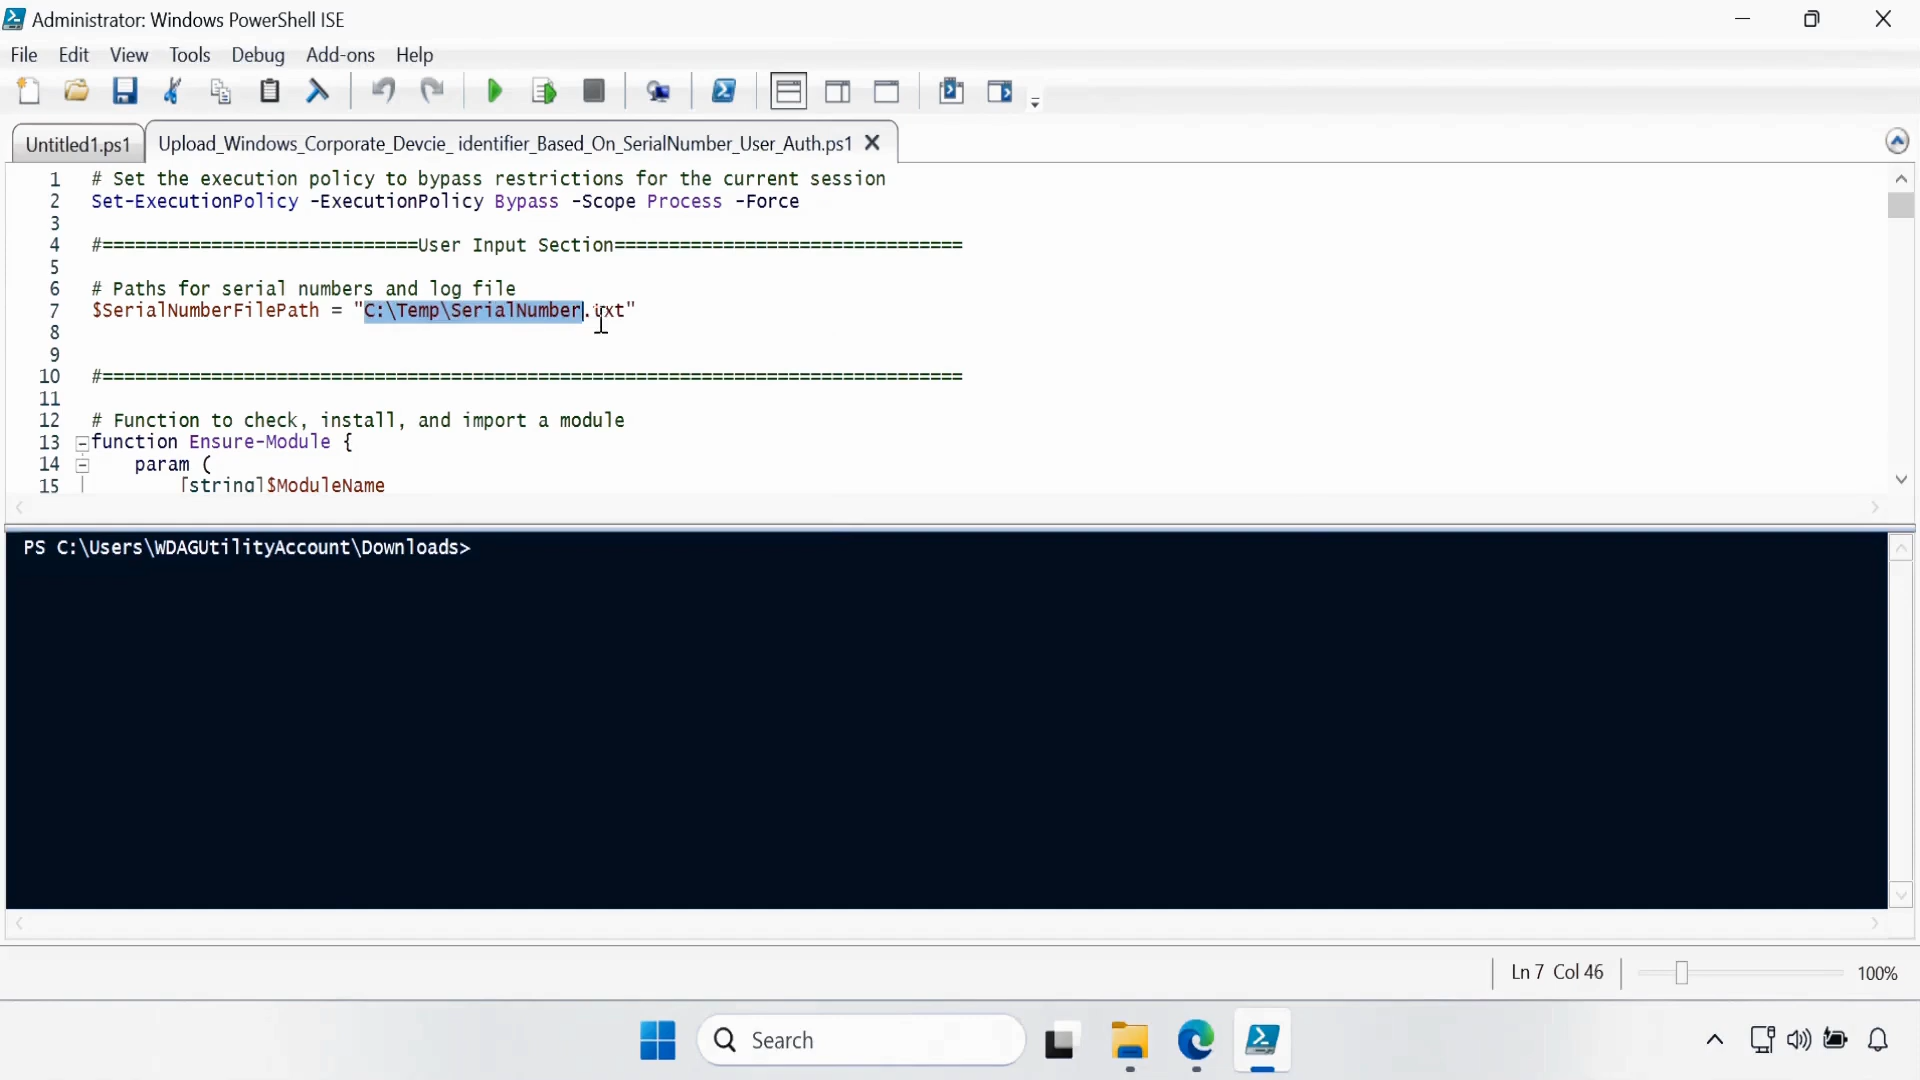 Administrator: Windows PowerShell ISE
File Edit View Tools Debug Add-ons Help
Untitled1.ps1 Upload_Windows_Corporate_Devcie_ identifier_Based_On_SerialNumber_User_Auth.ps1
1 # Set the execution policy to bypass restrictions for the current session
2 Set-ExecutionPolicy -ExecutionPolicy Bypass -Scope Process -Force
3
4 #=============================User Input Section================================
5
6 # Paths for serial numbers and log file
7 $SerialNumberFilePath = "C:\Temp\SerialNumber.txt"
8
9
10 #===============================================================================
11
12 # Function to check, install, and import a module
13 function Ensure-Module {
14 param (
15 [string]$ModuleName
PS C:\Users\WDAGUtilityAccount\Downloads>
Ln 7 Col 46 100%
Search